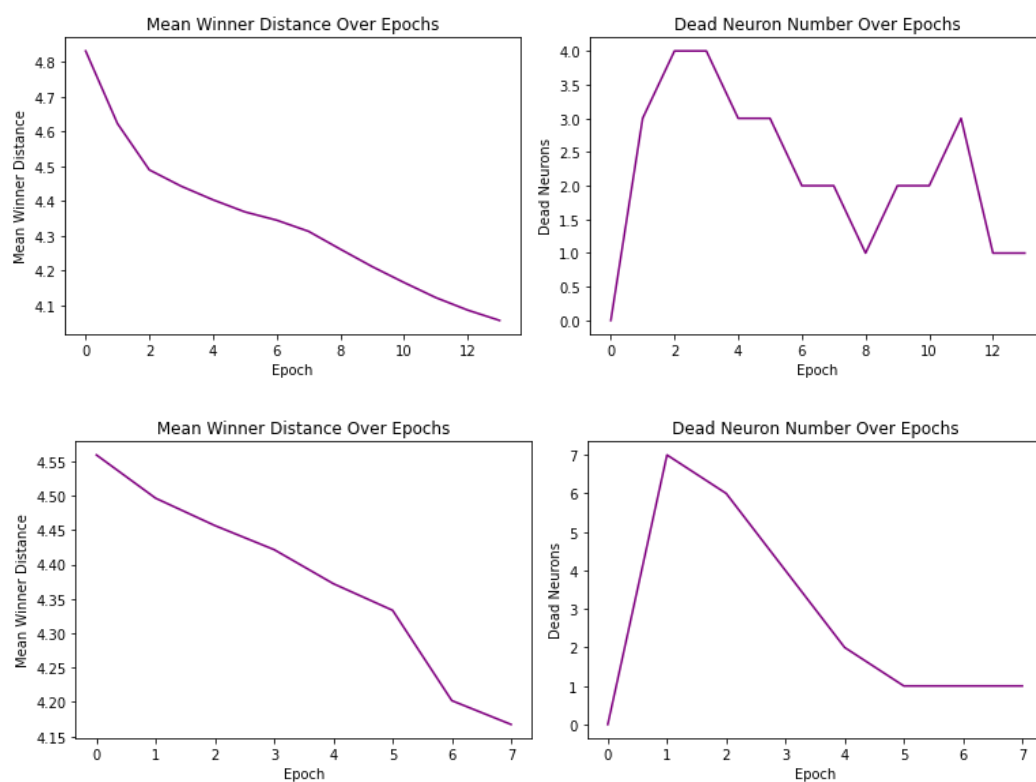 Mean Winner Distance Over Epochs
Mean Winner Distance
4.8
4.7
4.6
4.5
4.4
4.3
4.2
4.1
0 2 4 6 8 10 12
Epoch
Dead Neuron Number Over Epochs
Dead Neurons
4.0
3.5
3.0
2.5
2.0
1.5
1.0
0.5
0.0
0 2 4 6 8 10 12
Epoch
Mean Winner Distance Over Epochs
Mean Winner Distance
4.55
4.50
4.45
4.40
4.35
4.30
4.25
4.20
4.15
0 1 2 3 4 5 6 7
Epoch
Dead Neuron Number Over Epochs
Dead Neurons
7
6
5
4
3
2
1
0
0 1 2 3 4 5 6 7
Epoch